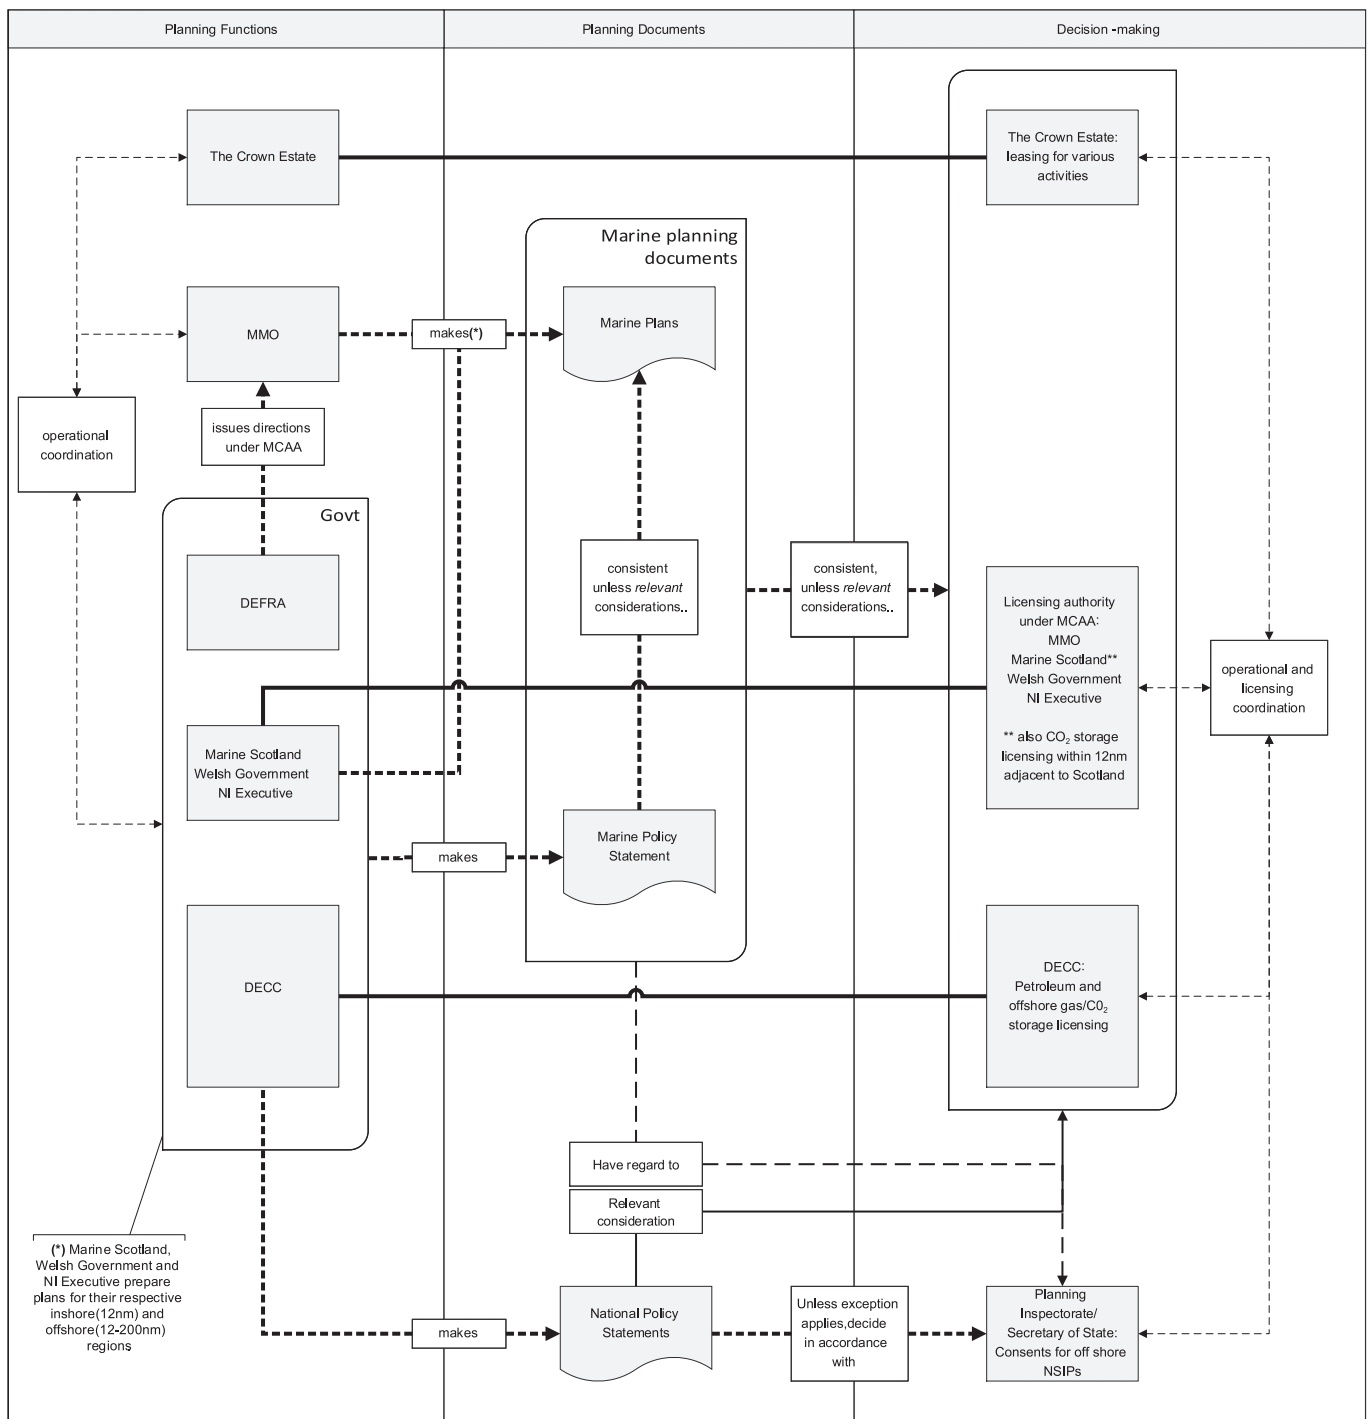 Planning Functions
Planning Documents
Decision -making
The Crown Estate
The Crown Estate:
leasing for various
activities
Marine planning
documents
MMO
makes(*)
Marine Plans
operational
coordination
issues directions
under MCAA
Govt
DEFRA
consistent
unless relevant
considerations..
consistent,
unless relevant
considerations..
Licensing authority
under MCAA:
MMO
Marine Scotland**
Welsh Government
NI Executive
** also CO₂ storage
licensing within 12nm
adjacent to Scotland
operational and
licensing
coordination
Marine Scotland
Welsh Government
NI Executive
makes
Marine Policy
Statement
DECC
DECC:
Petroleum and
offshore gas/C0₂
storage licensing
Have regard to
Relevant
consideration
(*) Marine Scotland,
Welsh Government and
NI Executive prepare
plans for their respective
inshore(12nm) and
offshore(12-200nm)
regions.
makes
National Policy
Statements
Unless exception
applies,decide
in accordance
with
Planning
Inspectorate/
Secretary of State:
Consents for off shore
NSIPs